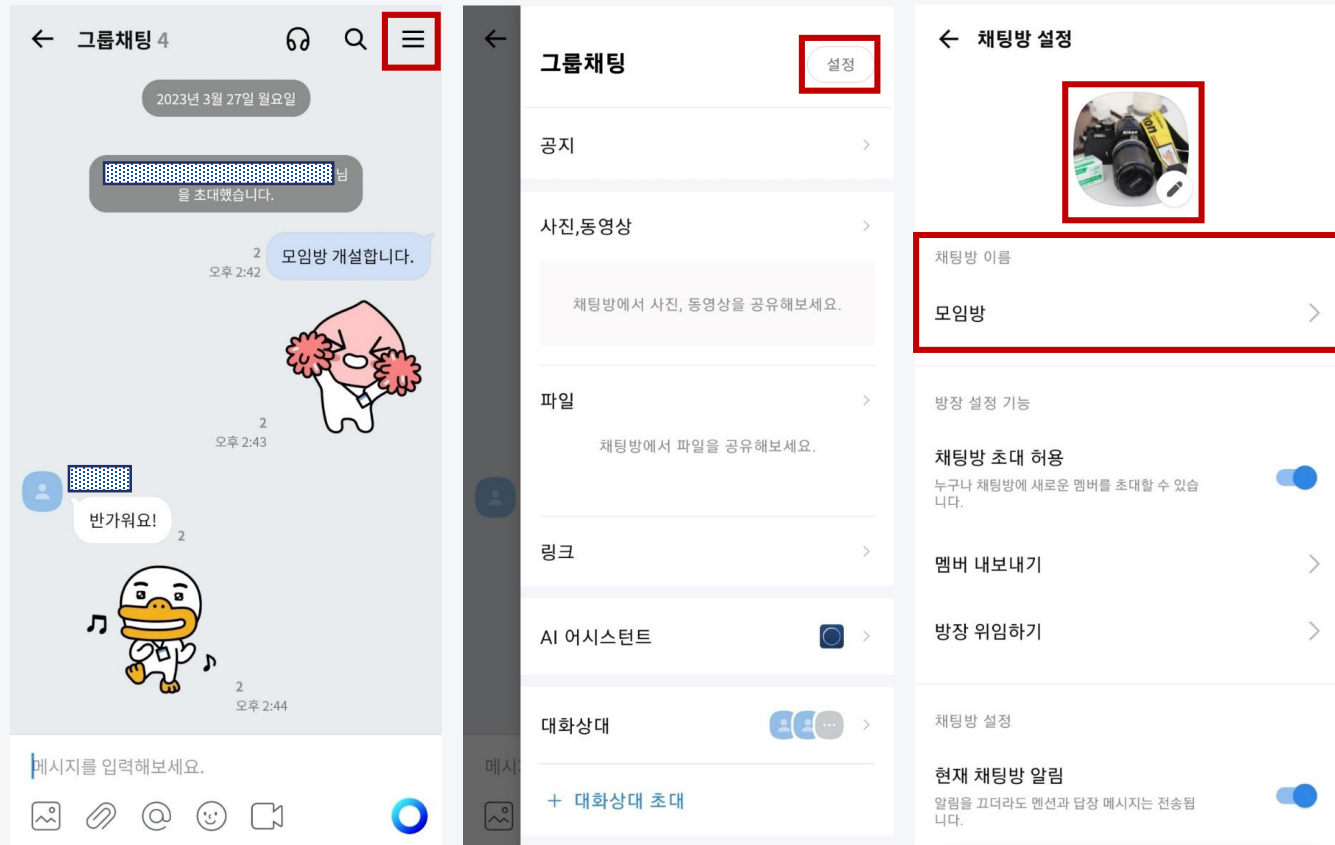 그룹채팅 4
2023년 3월 27일 월요일
님
을 초대했습니다.
2
오후 2:42
모임방 개설합니다.
2
오후 2:43
반가워요!
2
2
오후 2:44
메시지를 입력해보세요.
그룹채팅
설정
공지
사진,동영상
채팅방에서 사진, 동영상을 공유해보세요.
파일
채팅방에서 파일을 공유해보세요.
링크
AI 어시스턴트
대화상대
+ 대화상대 초대
메시
채팅방 설정
채팅방 이름
모임방
방장 설정 기능
채팅방 초대 허용
누구나 채팅방에 새로운 멤버를 초대할 수 있습
니다.
멤버 내보내기
방장 위임하기
채팅방 설정
현재 채팅방 알림
알림을 끄더라도 멘션과 답장 메시지는 전송됩
니다.